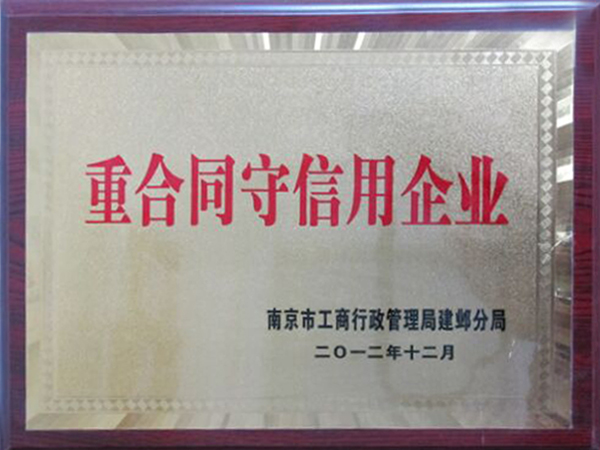 重合同守信用企业
南京市工商行政管理局建邺分局
二〇一二年十二月